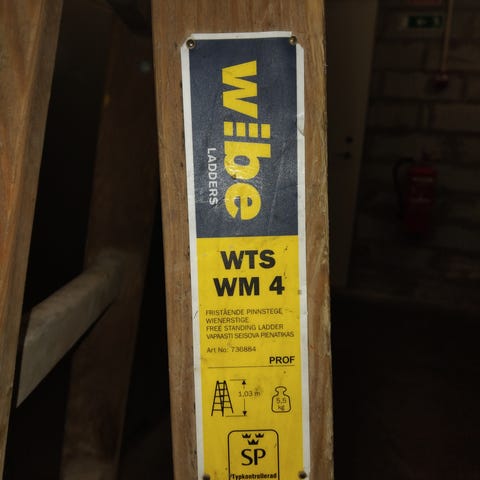 wibe
LADDERS
WTS
WM 4
FRISTÅENDE PINNSTEGE
WIENERSTIGE
FREE STANDING LADDER
VAPAASTI SEISOVA PIENATIKAS
Art No: 736884
PROF
1,03 m
5,5
kg
SP
Typkontrollerad